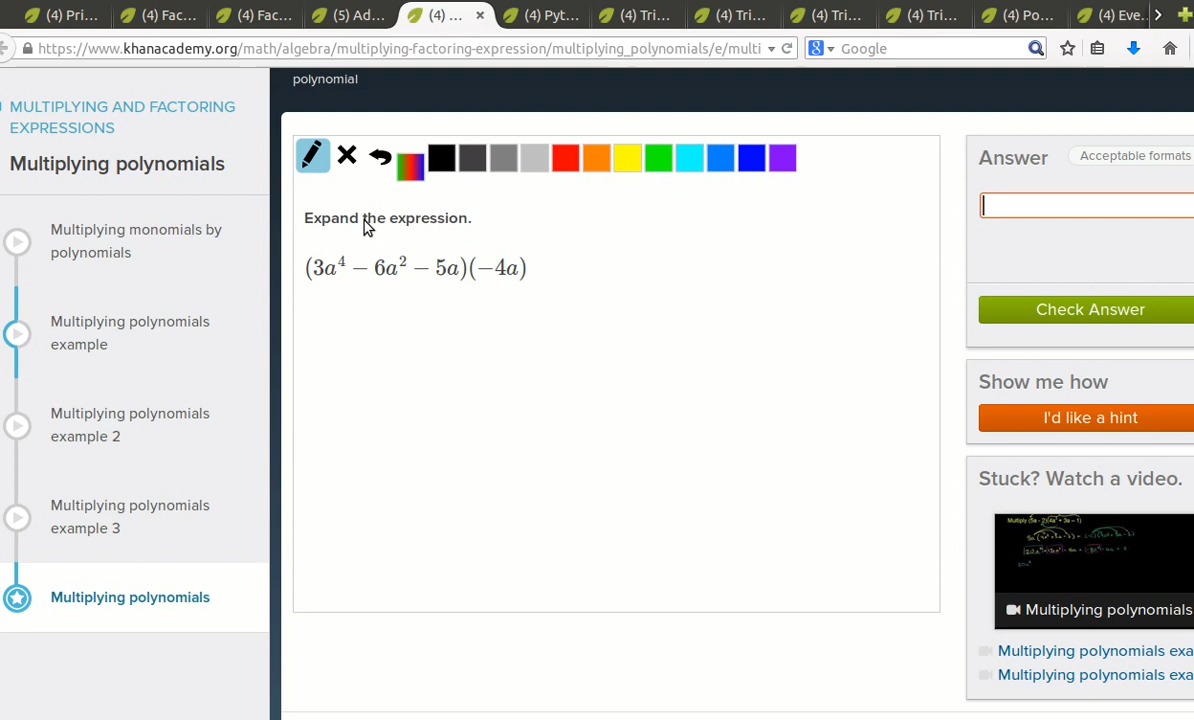 (4) Pri...
(4) Fac...
(4) Fac...
(5) Ad...
(4) ...
(4) Pyt...
(4) Tri...
(4) Tri...
(4) Tri...
(4) Tri...
(4) Po...
(4) Eve...
https://www.khanacademy.org/math/algebra/multiplying-factoring-expression/multiplying_polynomials/e/multi
Google
polynomial
MULTIPLYING AND FACTORING
EXPRESSIONS
Multiplying polynomials
Multiplying monomials by
polynomials
Multiplying polynomials
example
Multiplying polynomials
example 2
Multiplying polynomials
example 3
Multiplying polynomials
Expand the expression.
(3a⁴ − 6a² − 5a)(−4a)
Answer
Acceptable formats
Check Answer
Show me how
I'd like a hint
Stuck? Watch a video.
Multiplying polynomials
Multiplying polynomials exa
Multiplying polynomials exa